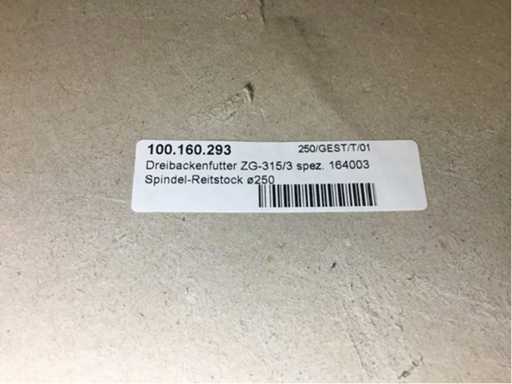 100.160.293 250/GEST/T/01
Dreibackenfutter ZG-315/3 spez. 164003
Spindel-Reitstock ø250